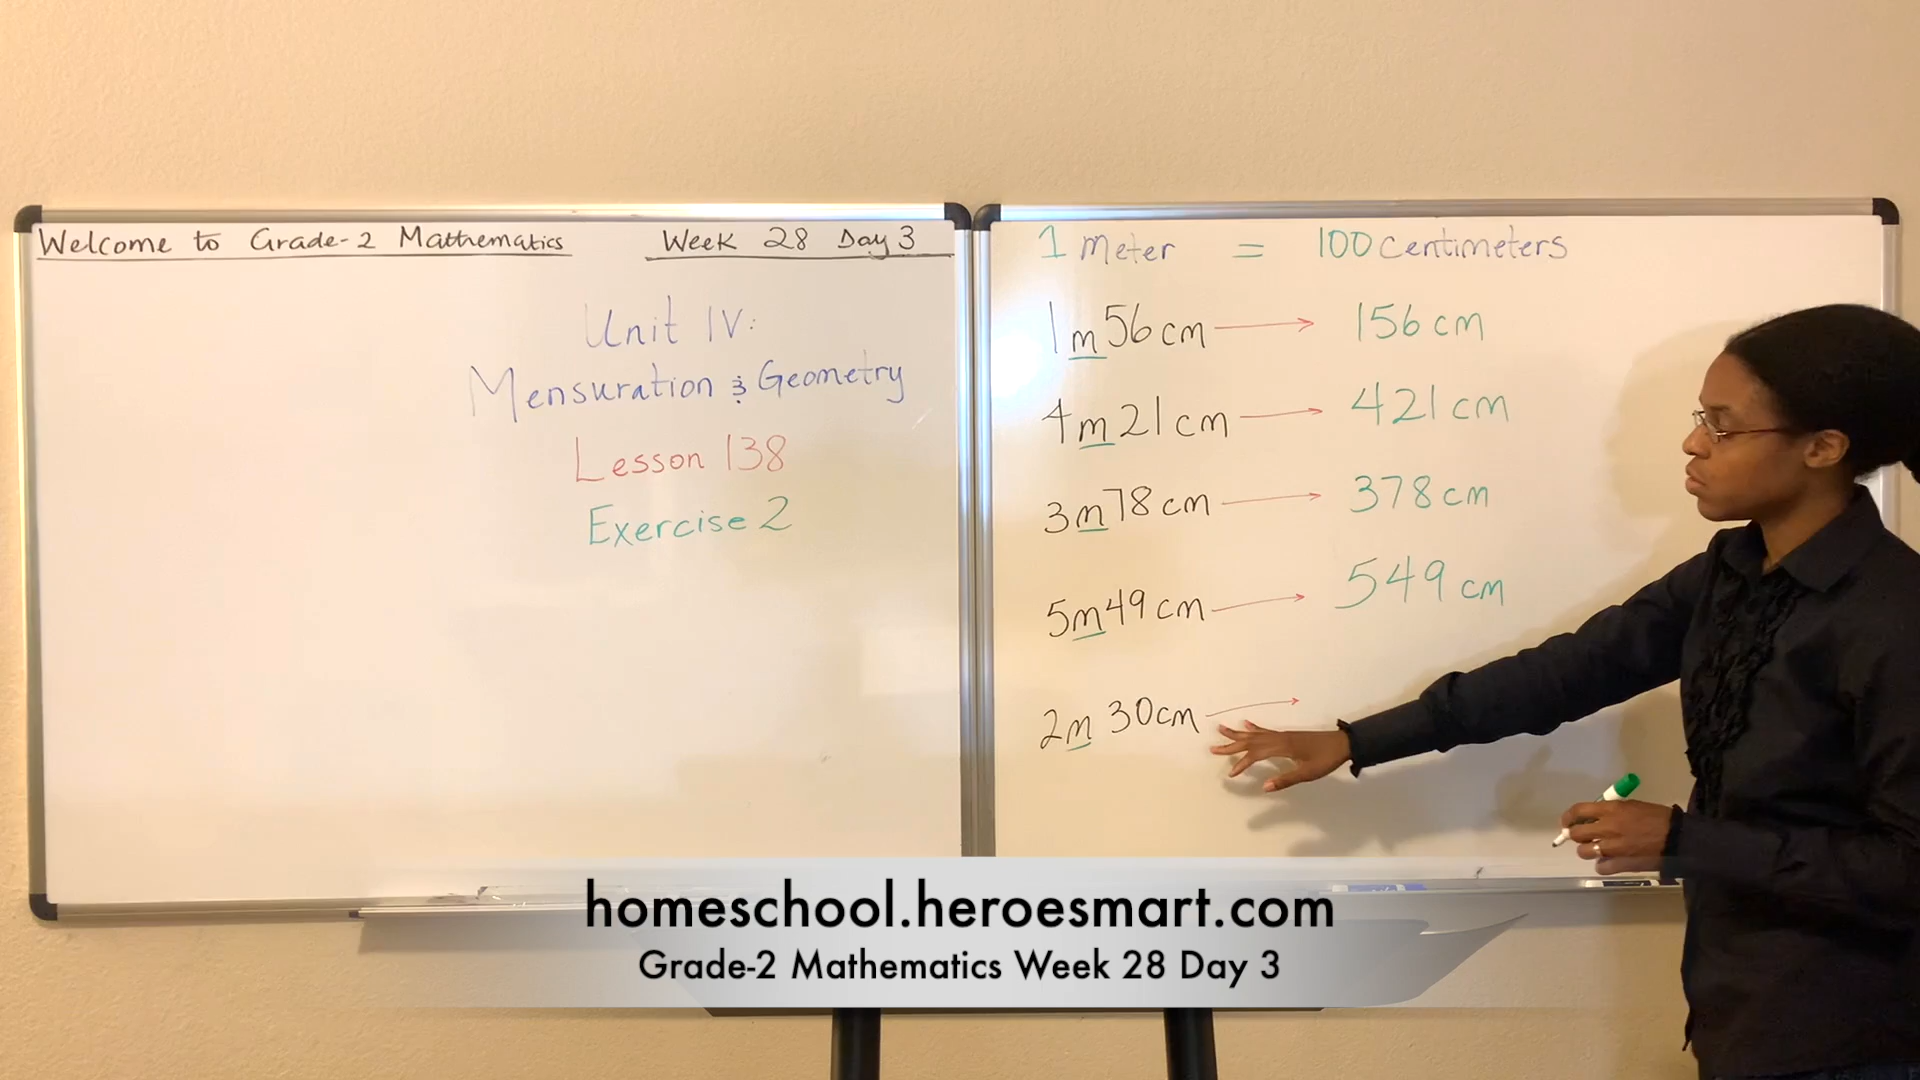 Welcome to Grade-2 Mathematics Week 28 Day 3
Unit IV:
Mensuration & Geometry
Lesson 138
Exercise 2
1 Meter = 100 Centimeters
1m 56 cm → 156 cm
4m 21 cm → 421 cm
3m 78 cm → 378 cm
5m 49 cm → 549 cm
2m 30cm →
homeschool.heroesmart.com
Grade-2 Mathematics Week 28 Day 3